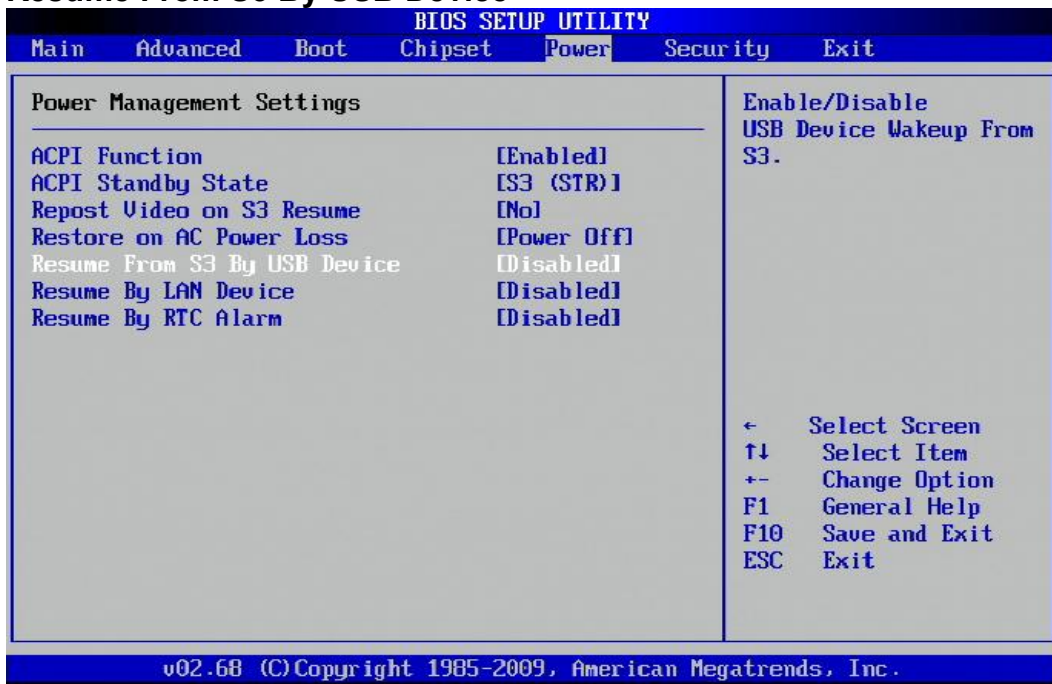 Resume From S3 By USB Device
BIOS SETUP UTILITY
Main Advanced Boot Chipset Power Security Exit
Power Management Settings
ACPI Function [Enabled]
ACPI Standby State [S3 (STR)]
Repost Video on S3 Resume [No]
Restore on AC Power Loss [Power Off]
Resume From S3 By USB Device [Disabled]
Resume By LAN Device [Disabled]
Resume By RTC Alarm [Disabled]
Enable/Disable
USB Device Wakeup From
S3.
← Select Screen
↑↓ Select Item
+- Change Option
F1 General Help
F10 Save and Exit
ESC Exit
v02.68 (C)Copyright 1985-2009, American Megatrends, Inc.